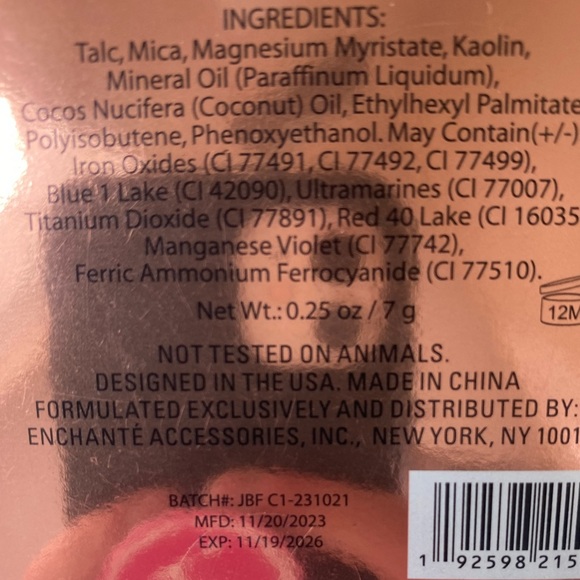 INGREDIENTS:
Talc, Mica, Magnesium Myristate, Kaolin,
Mineral Oil (Paraffinum Liquidum),
Cocos Nucifera (Coconut) Oil, Ethylhexyl Palmitate
Polyisobutene, Phenoxyethanol. May Contain(+/-)
Iron Oxides (CI 77491, CI 77492, CI 77499),
Blue 1 Lake (CI 42090), Ultramarines (CI 77007),
Titanium Dioxide (CI 77891), Red 40 Lake (CI 16035
Manganese Violet (CI 77742),
Ferric Ammonium Ferrocyanide (CI 77510).
Net Wt.: 0.25 oz / 7 g
12M
NOT TESTED ON ANIMALS.
DESIGNED IN THE USA. MADE IN CHINA
FORMULATED EXCLUSIVELY AND DISTRIBUTED BY:
ENCHANTÉ ACCESSORIES, INC., NEW YORK, NY 1001
BATCH#: JBF C1-231021
MFD: 11/20/2023
EXP: 11/19/2026
1 92598 215